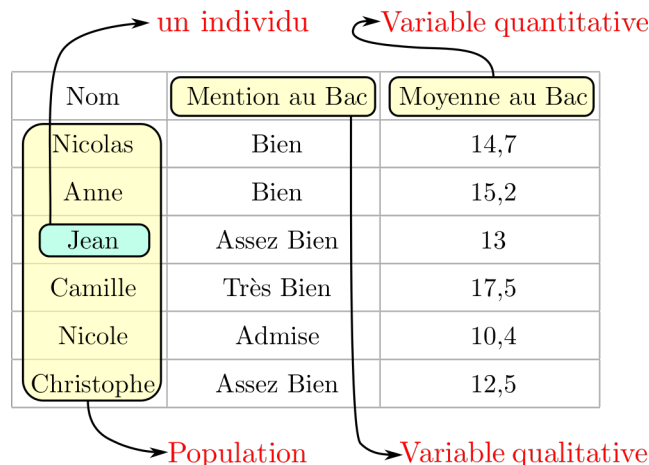 un individu Variable quantitative
Nom Mention au Bac Moyenne au Bac
Nicolas Bien 14,7
Anne Bien 15,2
Jean Assez Bien 13
Camille Très Bien 17,5
Nicole Admise 10,4
Christophe Assez Bien 12,5
Population Variable qualitative